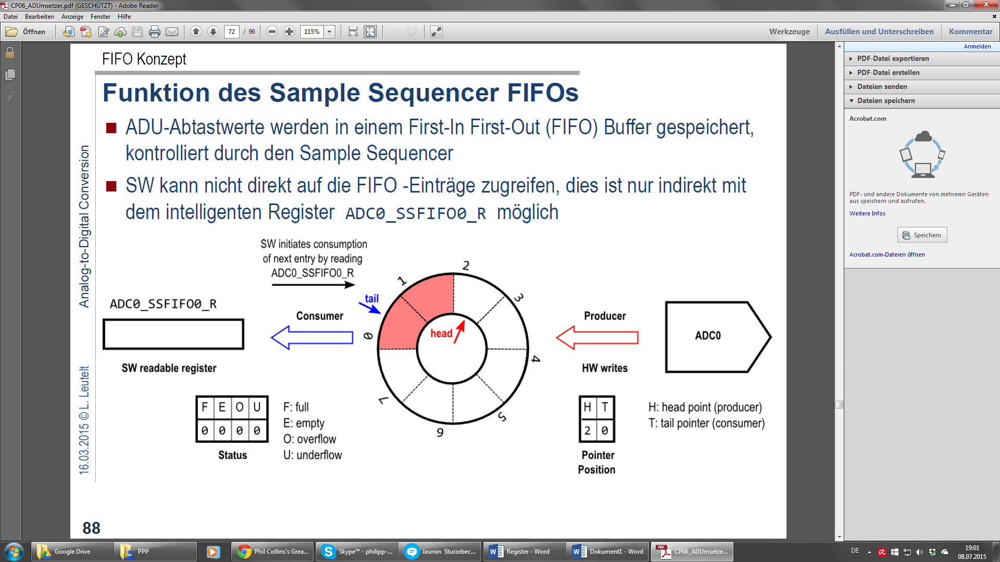 CP06_ADUmsetzer.pdf (GESCHÜTZT) - Adobe Reader
Datei Bearbeiten Anzeige Fenster Hilfe
Öffnen 72 / 96 115% Werkzeuge Ausfüllen und Unterschreiben Kommentar
Anmelden
PDF-Datei exportieren
PDF-Datei erstellen
Dateien senden
Dateien speichern
Acrobat.com
PDF- und andere Dokumente von mehreren Geräten
aus speichern und aufrufen.
Weitere Infos
Speichern
Acrobat.com-Dateien öffnen
FIFO Konzept
Funktion des Sample Sequencer FIFOs
ADU-Abtastwerte werden in einem First-In First-Out (FIFO) Buffer gespeichert,
kontrolliert durch den Sample Sequencer
SW kann nicht direkt auf die FIFO -Einträge zugreifen, dies ist nur indirekt mit
dem intelligenten Register ADC0_SSFIFO0_R möglich
Analog-to-Digital Conversion
16.03.2015 © L. Leutelt
SW initiates consumption
of next entry by reading
ADC0_SSFIFO0_R
ADC0_SSFIFO0_R
SW readable register
Consumer
tail
head
0
1
2
3
4
5
6
7
Producer
HW writes
ADC0
F E O U
0 0 0 0
Status
F: full
E: empty
O: overflow
U: underflow
H T
2 0
Pointer
Position
H: head point (producer)
T: tail pointer (consumer)
88
Google Drive
PPP
Phil Collins's Grea...
Skype™ - philipp-...
Jasmin Sturzebec...
Register - Word
Dokument1 - Word
CP06_ADUmsetze...
DE
19:01
08.07.2015